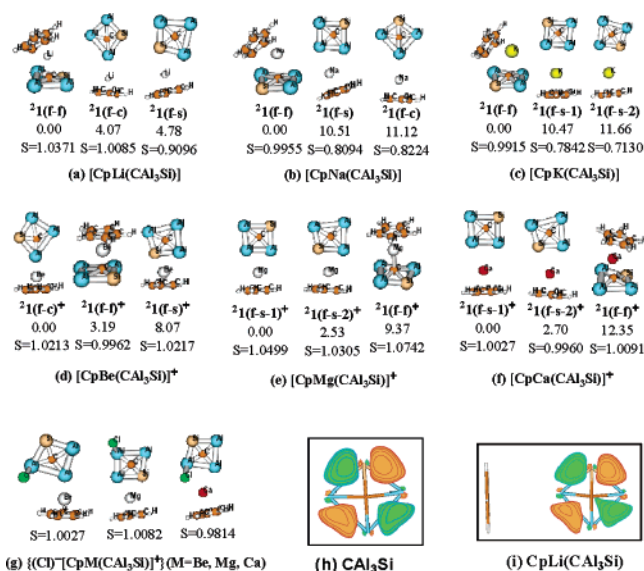 ²1(f-f) ²1(f-c) ²1(f-s)
0.00 4.07 4.78
S=1.0371 S=1.0085 S=0.9096
(a) [CpLi(CAl₃Si)]
²1(f-f) ²1(f-s) ²1(f-c)
0.00 10.51 11.12
S=0.9955 S=0.8094 S=0.8224
(b) [CpNa(CAl₃Si)]
²1(f-f) ²1(f-s-1) ²1(f-s-2)
0.00 10.47 11.66
S=0.9915 S=0.7842 S=0.7130
(c) [CpK(CAl₃Si)]
²1(f-c)⁺ ²1(f-f)⁺ ²1(f-s)⁺
0.00 3.19 8.07
S=1.0213 S=0.9962 S=1.0217
(d) [CpBe(CAl₃Si)]⁺
²1(f-s-1)⁺ ²1(f-s-2)⁺ ²1(f-f)⁺
0.00 2.53 9.37
S=1.0499 S=1.0305 S=1.0742
(e) [CpMg(CAl₃Si)]⁺
²1(f-s-1)⁺ ²1(f-s-2)⁺ ²1(f-f)⁺
0.00 2.70 12.35
S=1.0027 S=0.9960 S=1.0091
(f) [CpCa(CAl₃Si)]⁺
S=1.0027 S=1.0082 S=0.9814
(g) {(Cl)⁻[CpM(CAl₃Si)]⁺}(M=Be, Mg, Ca)
(h) CAl₃Si
(i) CpLi(CAl₃Si)